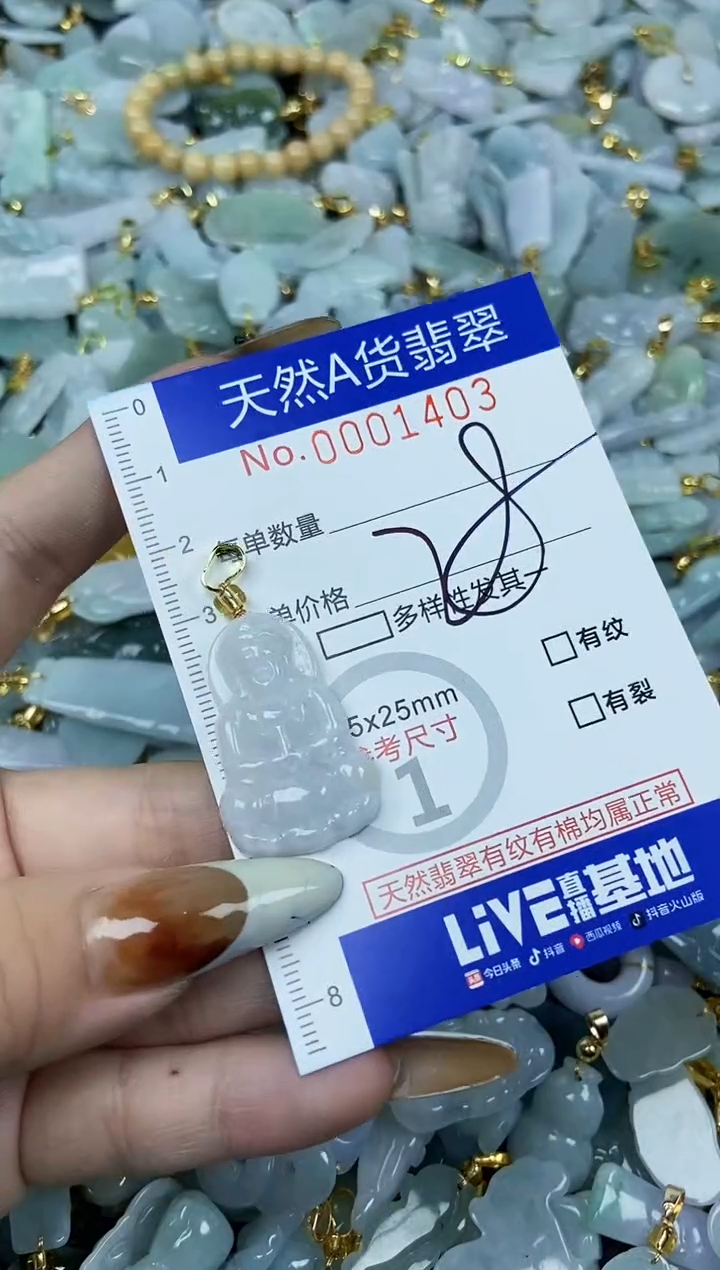 天然A货翡翠
No.0001403
0
1
2
3
8
每单数量
单价格
多样性发其一
有纹
有裂
5x25mm
参考尺寸
1
天然翡翠有纹有棉均属正常
LiVE直播基地
今日头条 抖音 西瓜视频 抖音火山版